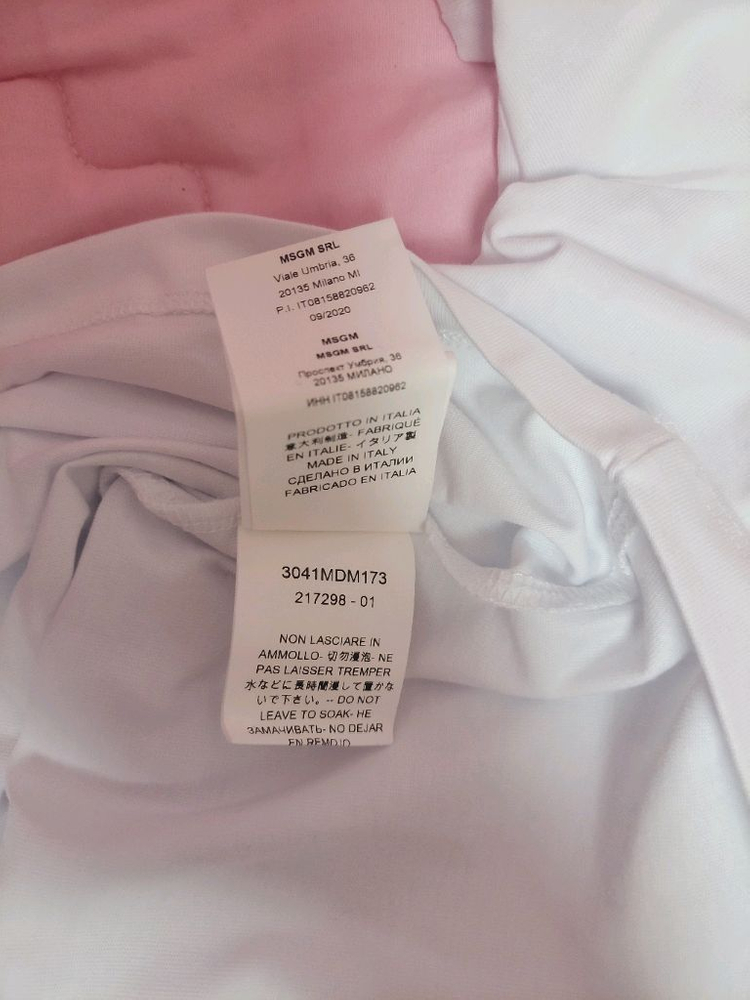 MSGM SRL
Viale Umbria, 36
20135 Milano MI
P.I. IT08158820962
09/2020
MSGM
MSGM SRL
Проспект Умбрия, 36
20135 МИЛАНО
ИНН IT08158820962
PRODOTTO IN ITALIA
意大利制造- FABRIQUÉ
EN ITALIE- イタリア製
MADE IN ITALY
СДЕЛАНО В ИТАЛИИ
FABRICADO EN ITALIA
3041MDM173
217298 - 01
NON LASCIARE IN
AMMOLLO- 切勿浸泡- NE
PAS LAISSER TREMPER
水などに長時間浸して置かな
いで下さい。-- DO NOT
LEAVE TO SOAK- НЕ
ЗАМАЧИВАТЬ- NO DEJAR
EN REMOJO